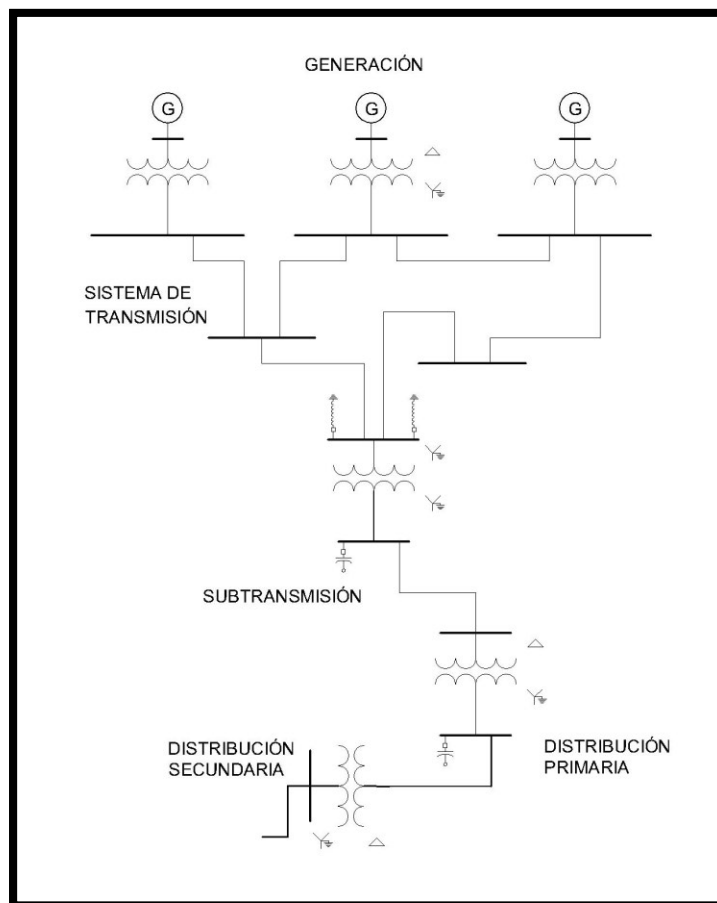 GENERACIÓN
G
G
G
SISTEMA DE
TRANSMISIÓN
SUBTRANSMISIÓN
DISTRIBUCIÓN
SECUNDARIA
DISTRIBUCIÓN
PRIMARIA